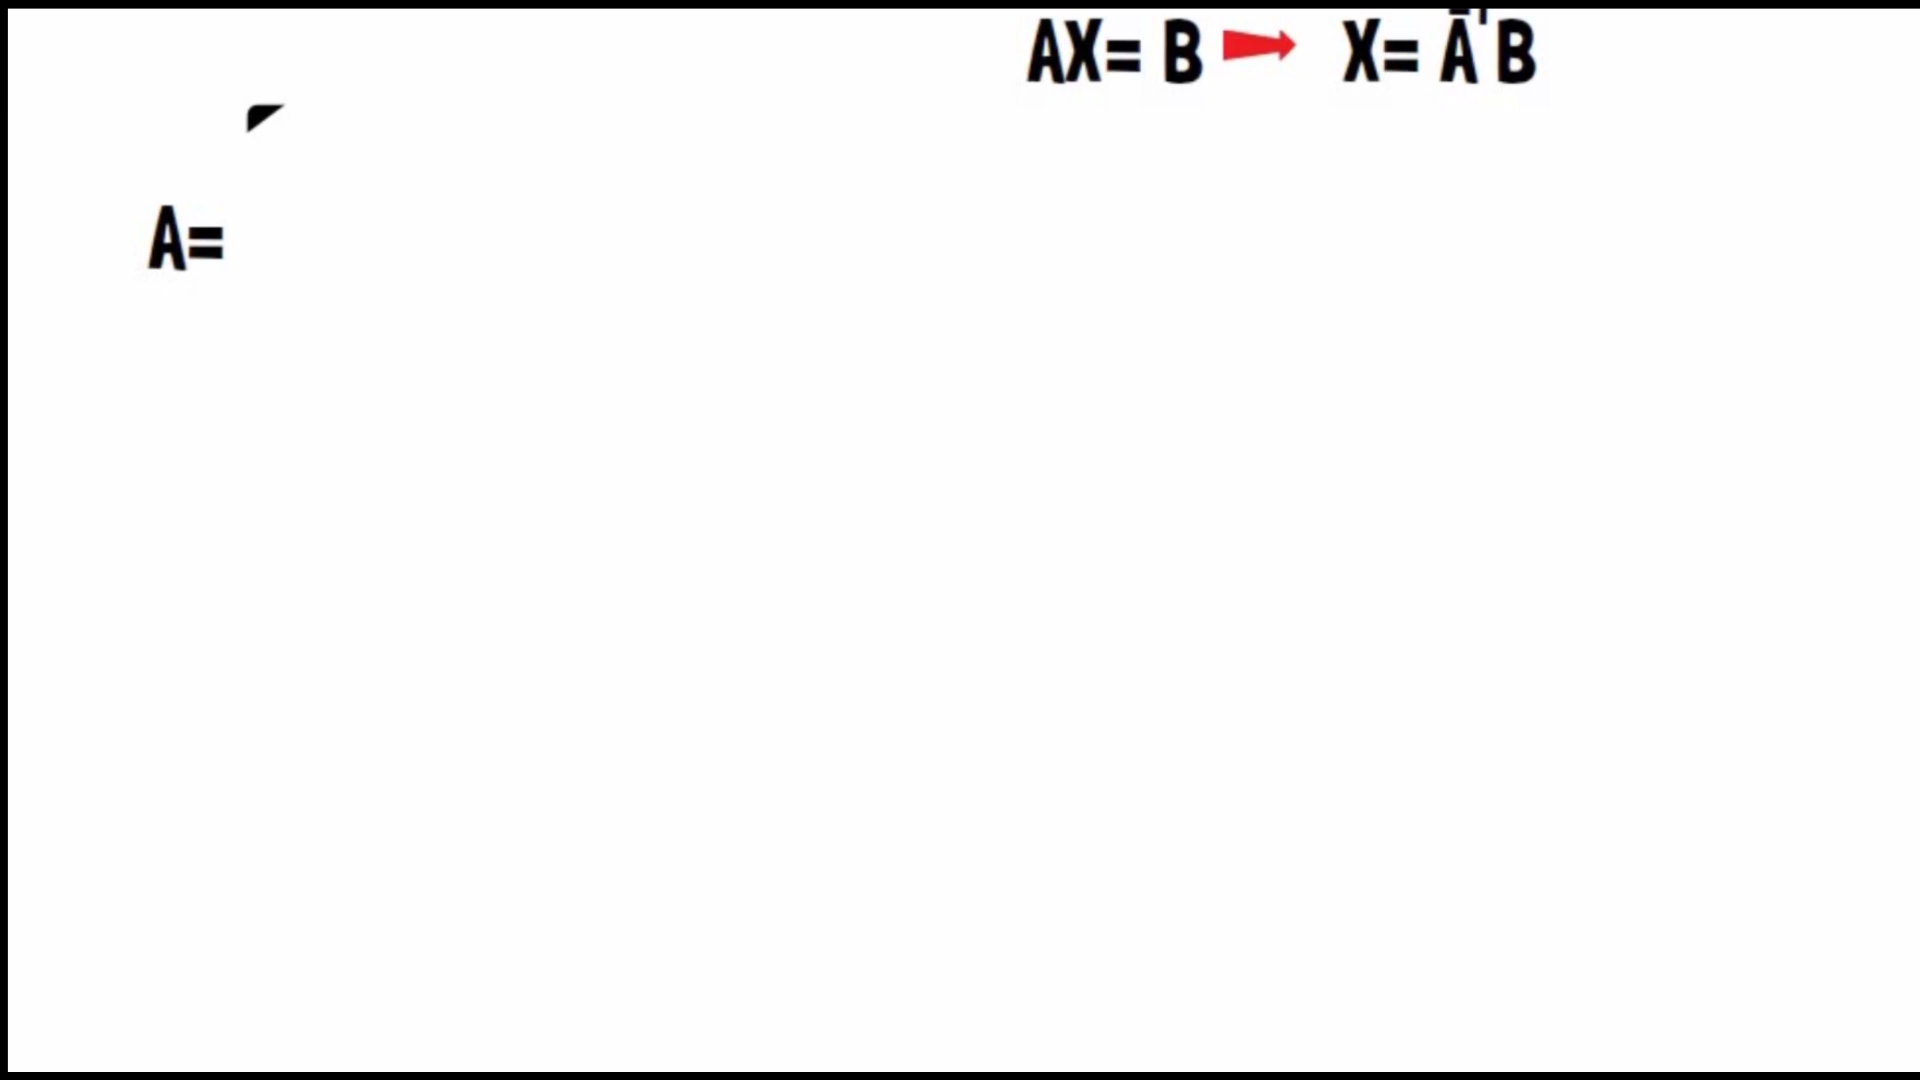 AX= B → X= A⁻¹B
A=